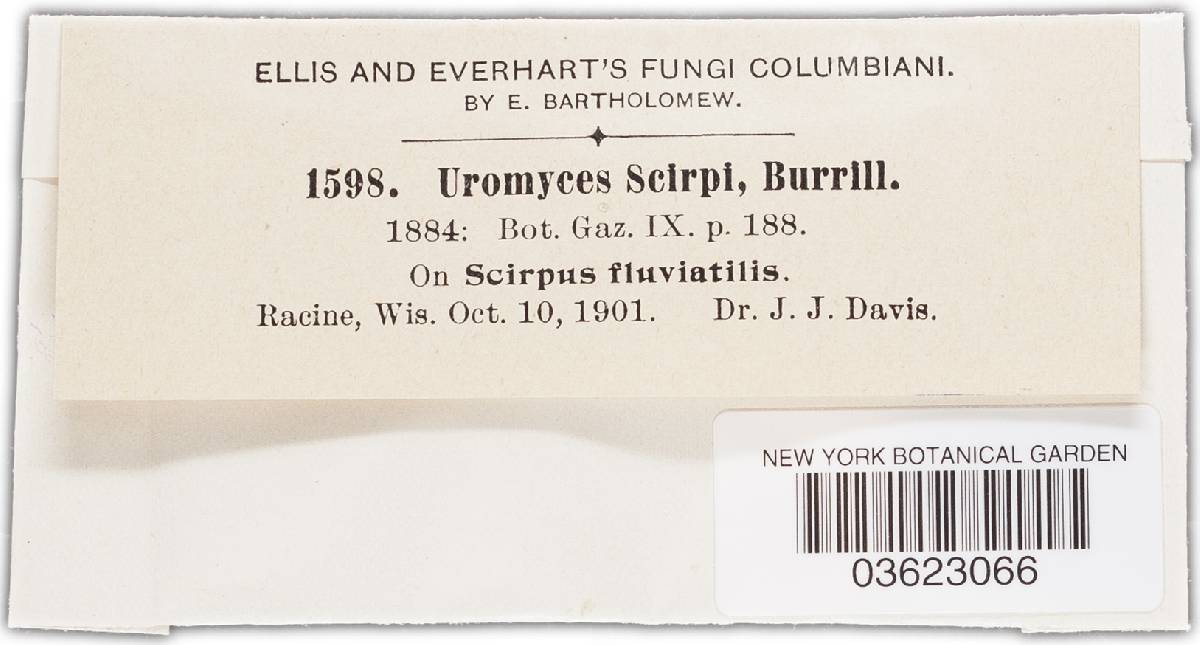 ELLIS AND EVERHART'S FUNGI COLUMBIANI.
BY E. BARTHOLOMEW.
1598. Uromyces Scirpi, Burrill.
1884: Bot. Gaz. IX. p. 188.
On Scirpus fluviatilis.
Racine, Wis. Oct. 10, 1901. Dr. J. J. Davis.
NEW YORK BOTANICAL GARDEN
03623066